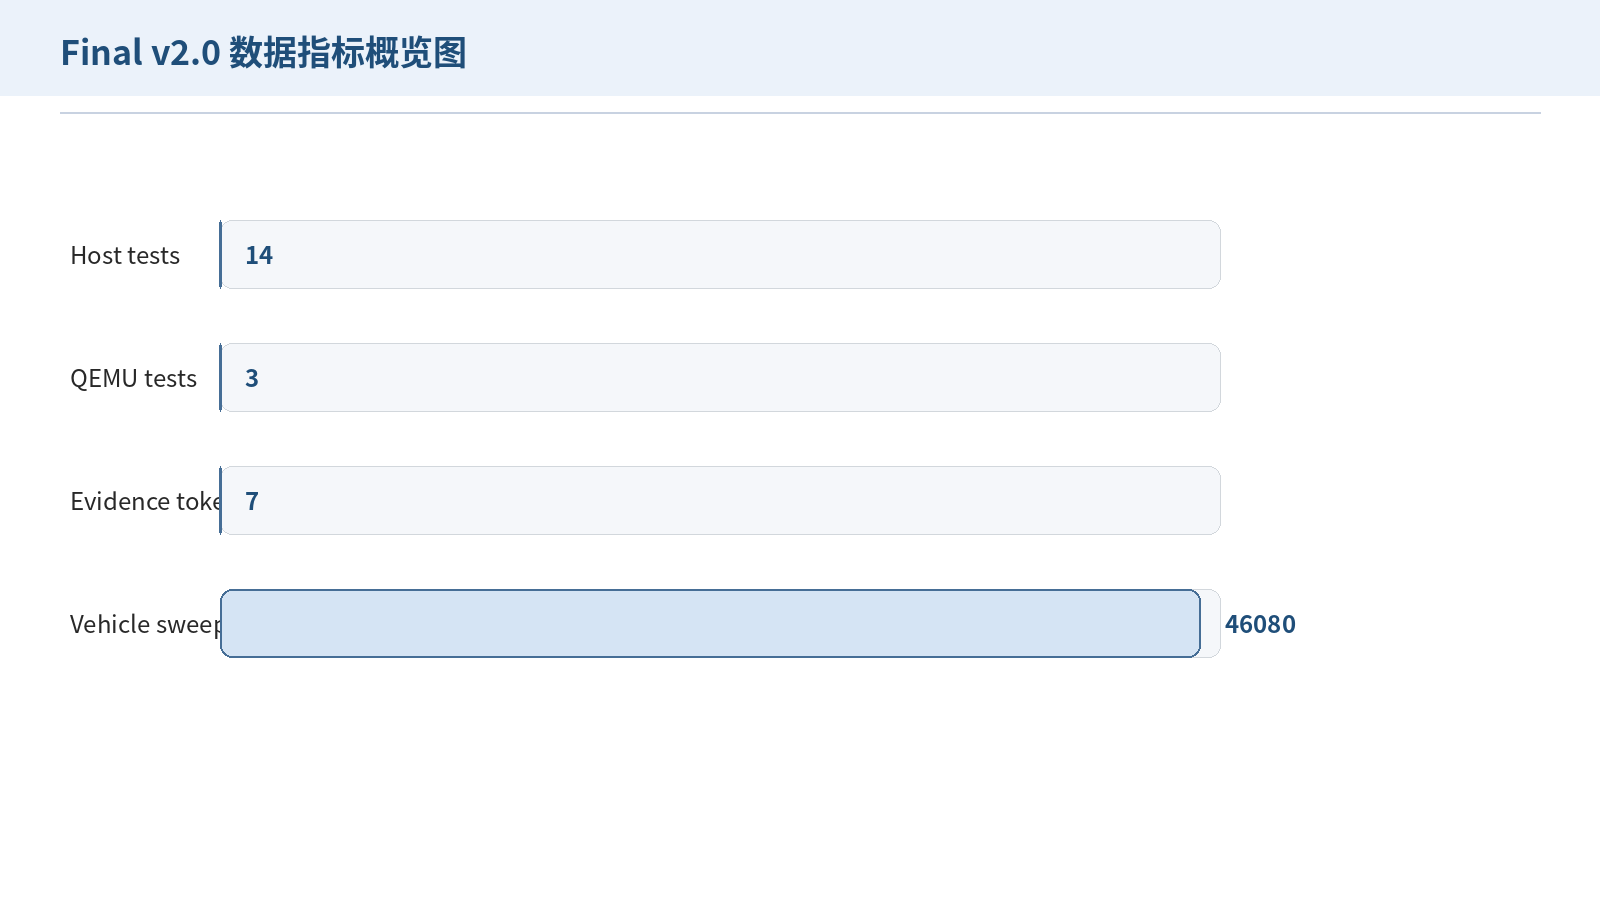 Final v2.0 数据指标概览图
Host tests
14
QEMU tests
3
Evidence toke
7
Vehicle sweep
46080